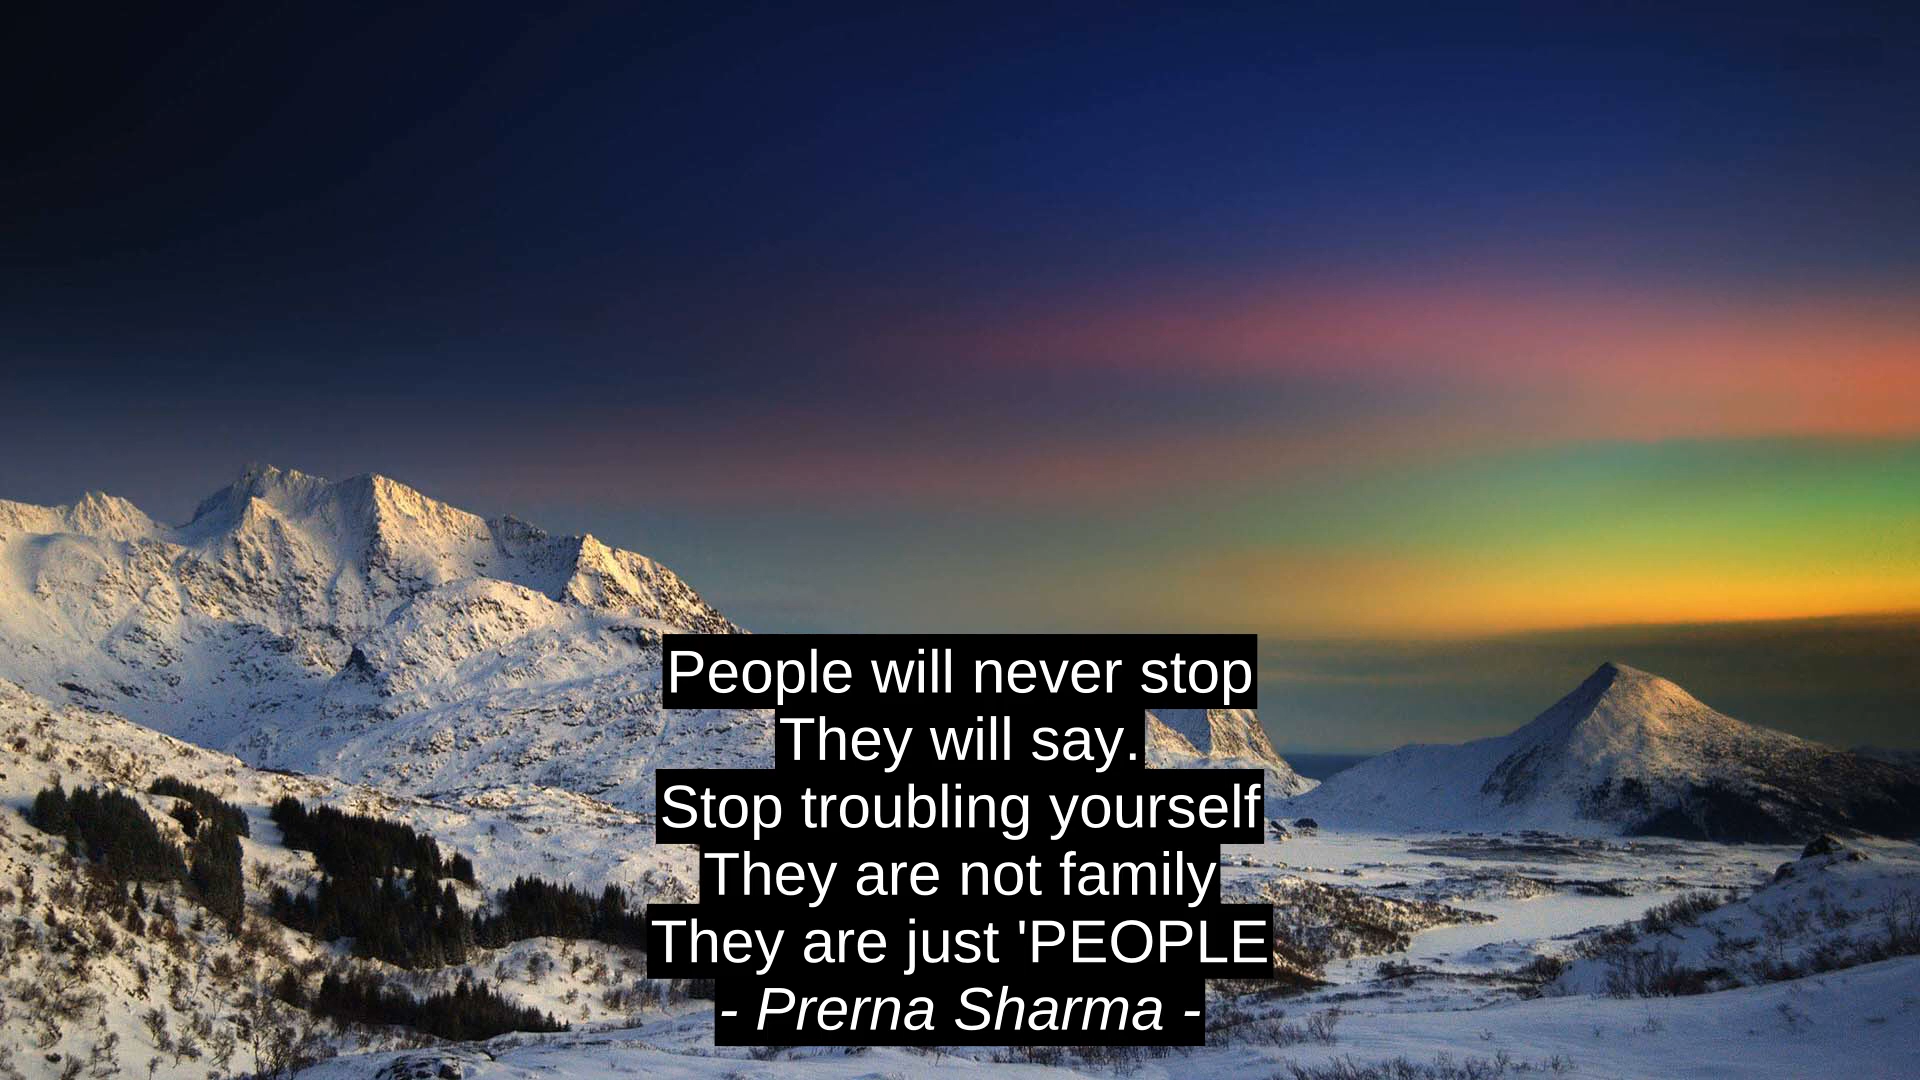 People will never stop
They will say.
Stop troubling yourself
They are not family
They are just 'PEOPLE
- Prerna Sharma -